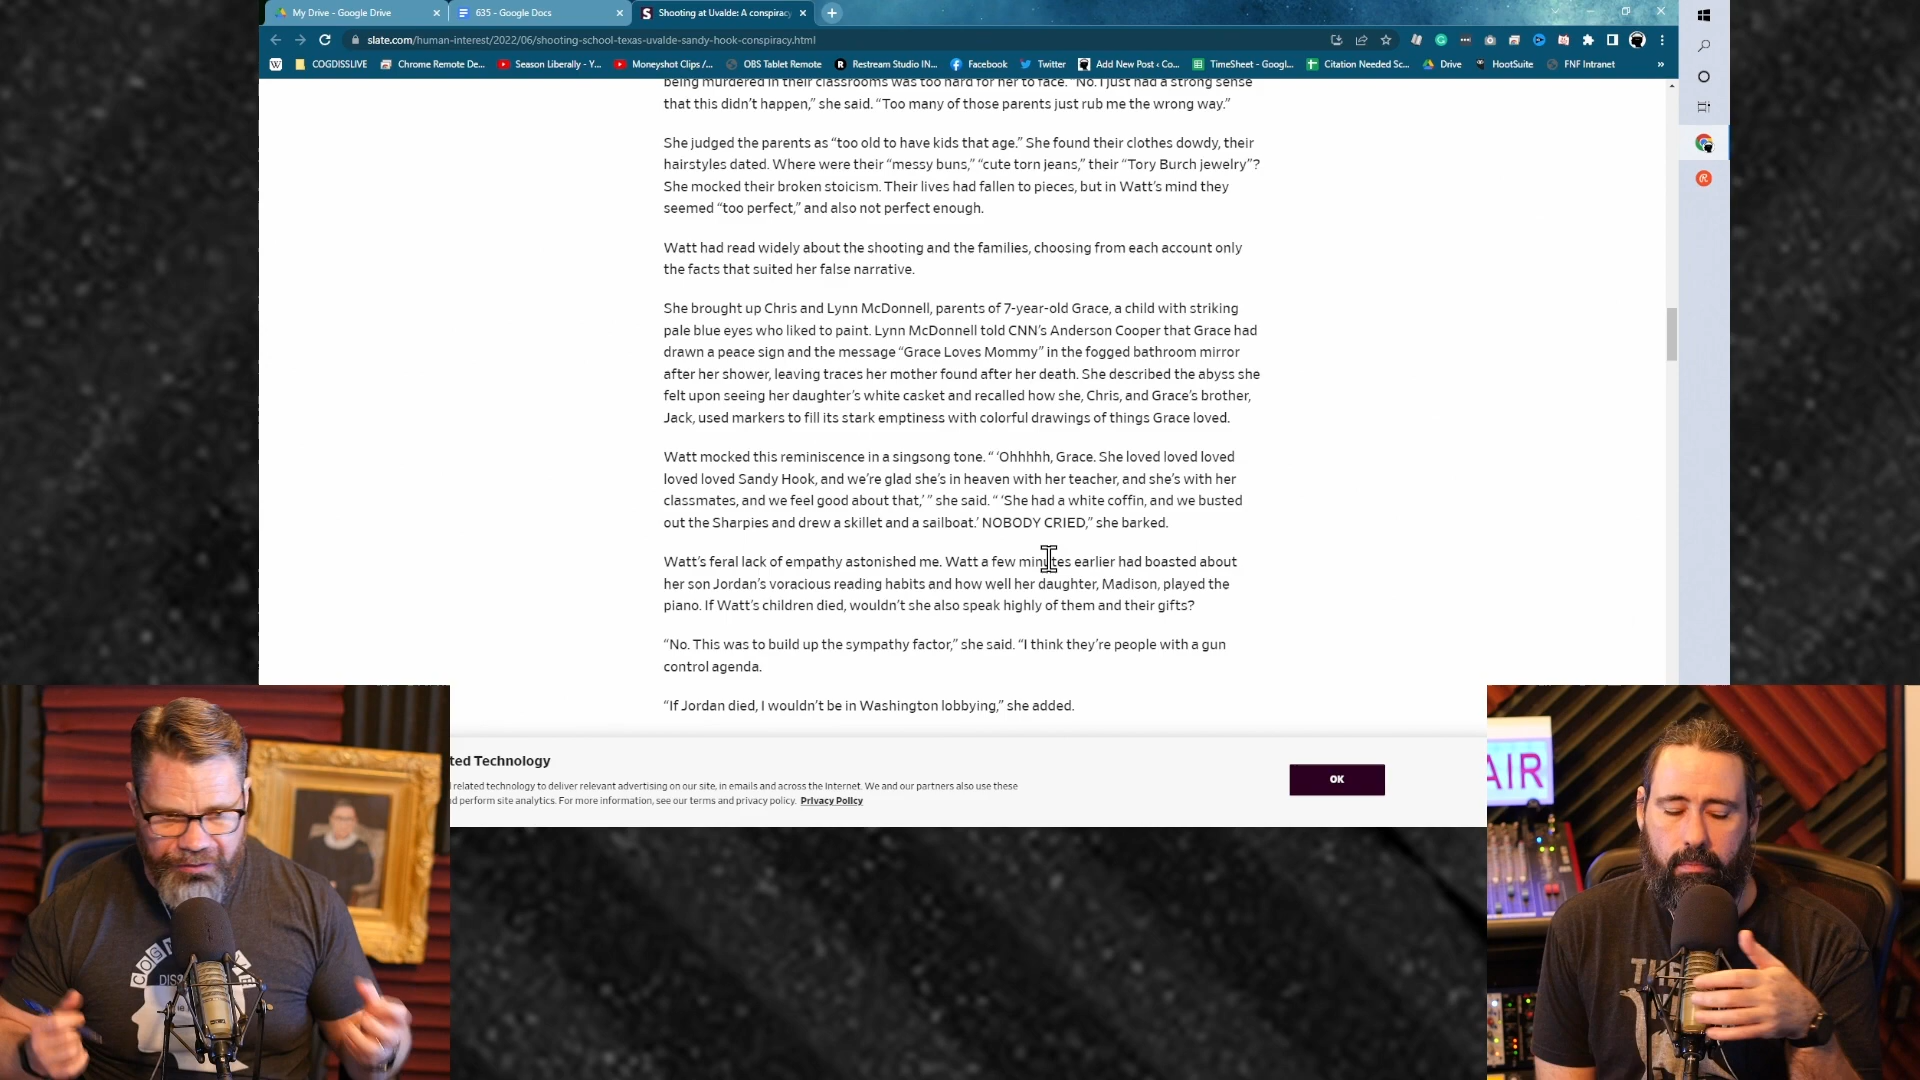 My Drive - Google Drive
635 - Google Docs
Shooting at Uvalde: A conspiracy
slate.com/human-interest/2022/06/shooting-school-texas-uvalde-sandy-hook-conspiracy.html
COGDISSLIVE
Chrome Remote De...
Season Liberally - Y...
Moneyshot Clips /...
OBS Tablet Remote
Restream Studio IN...
Facebook
Twitter
Add New Post ‹ Co...
TimeSheet - Googl...
Citation Needed Sc...
Drive
HootSuite
FNF Intranet
»
being murdered in their classrooms was too hard for her to face. “No. I just had a strong sense
that this didn’t happen,” she said. “Too many of those parents just rub me the wrong way.”
She judged the parents as “too old to have kids that age.” She found their clothes dowdy, their
hairstyles dated. Where were their “messy buns,” “cute torn jeans,” their “Tory Burch jewelry”?
She mocked their broken stoicism. Their lives had fallen to pieces, but in Watt’s mind they
seemed “too perfect,” and also not perfect enough.
Watt had read widely about the shooting and the families, choosing from each account only
the facts that suited her false narrative.
She brought up Chris and Lynn McDonnell, parents of 7-year-old Grace, a child with striking
pale blue eyes who liked to paint. Lynn McDonnell told CNN’s Anderson Cooper that Grace had
drawn a peace sign and the message “Grace Loves Mommy” in the fogged bathroom mirror
after her shower, leaving traces her mother found after her death. She described the abyss she
felt upon seeing her daughter’s white casket and recalled how she, Chris, and Grace’s brother,
Jack, used markers to fill its stark emptiness with colorful drawings of things Grace loved.
Watt mocked this reminiscence in a singsong tone. “ ‘Ohhhhh, Grace. She loved loved loved
loved loved Sandy Hook, and we’re glad she’s in heaven with her teacher, and she’s with her
classmates, and we feel good about that,’ ” she said. “ ‘She had a white coffin, and we busted
out the Sharpies and drew a skillet and a sailboat.’ NOBODY CRIED,” she barked.
Watt’s feral lack of empathy astonished me. Watt a few minutes earlier had boasted about
her son Jordan’s voracious reading habits and how well her daughter, Madison, played the
piano. If Watt’s children died, wouldn’t she also speak highly of them and their gifts?
“No. This was to build up the sympathy factor,” she said. “I think they’re people with a gun
control agenda.
“If Jordan died, I wouldn’t be in Washington lobbying,” she added.
ted Technology
related technology to deliver relevant advertising on our site, in emails and across the Internet. We and our partners also use these
d perform site analytics. For more information, see our terms and privacy policy. Privacy Policy
OK
AIR
COG
DISS
THE